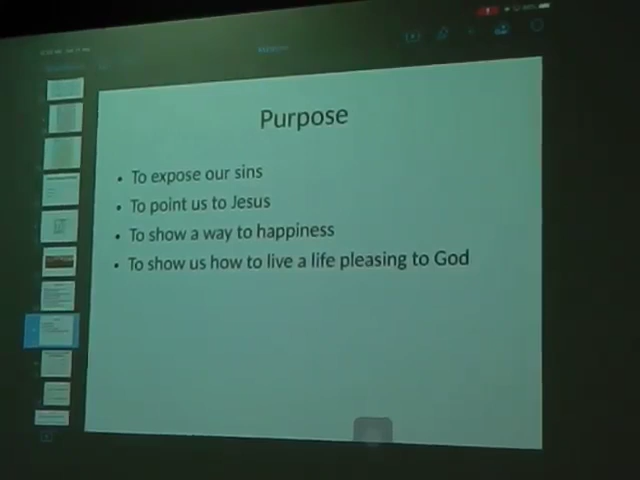 Purpose
• To expose our sins
• To point us to Jesus
• To show a way to happiness
• To show us how to live a life pleasing to God